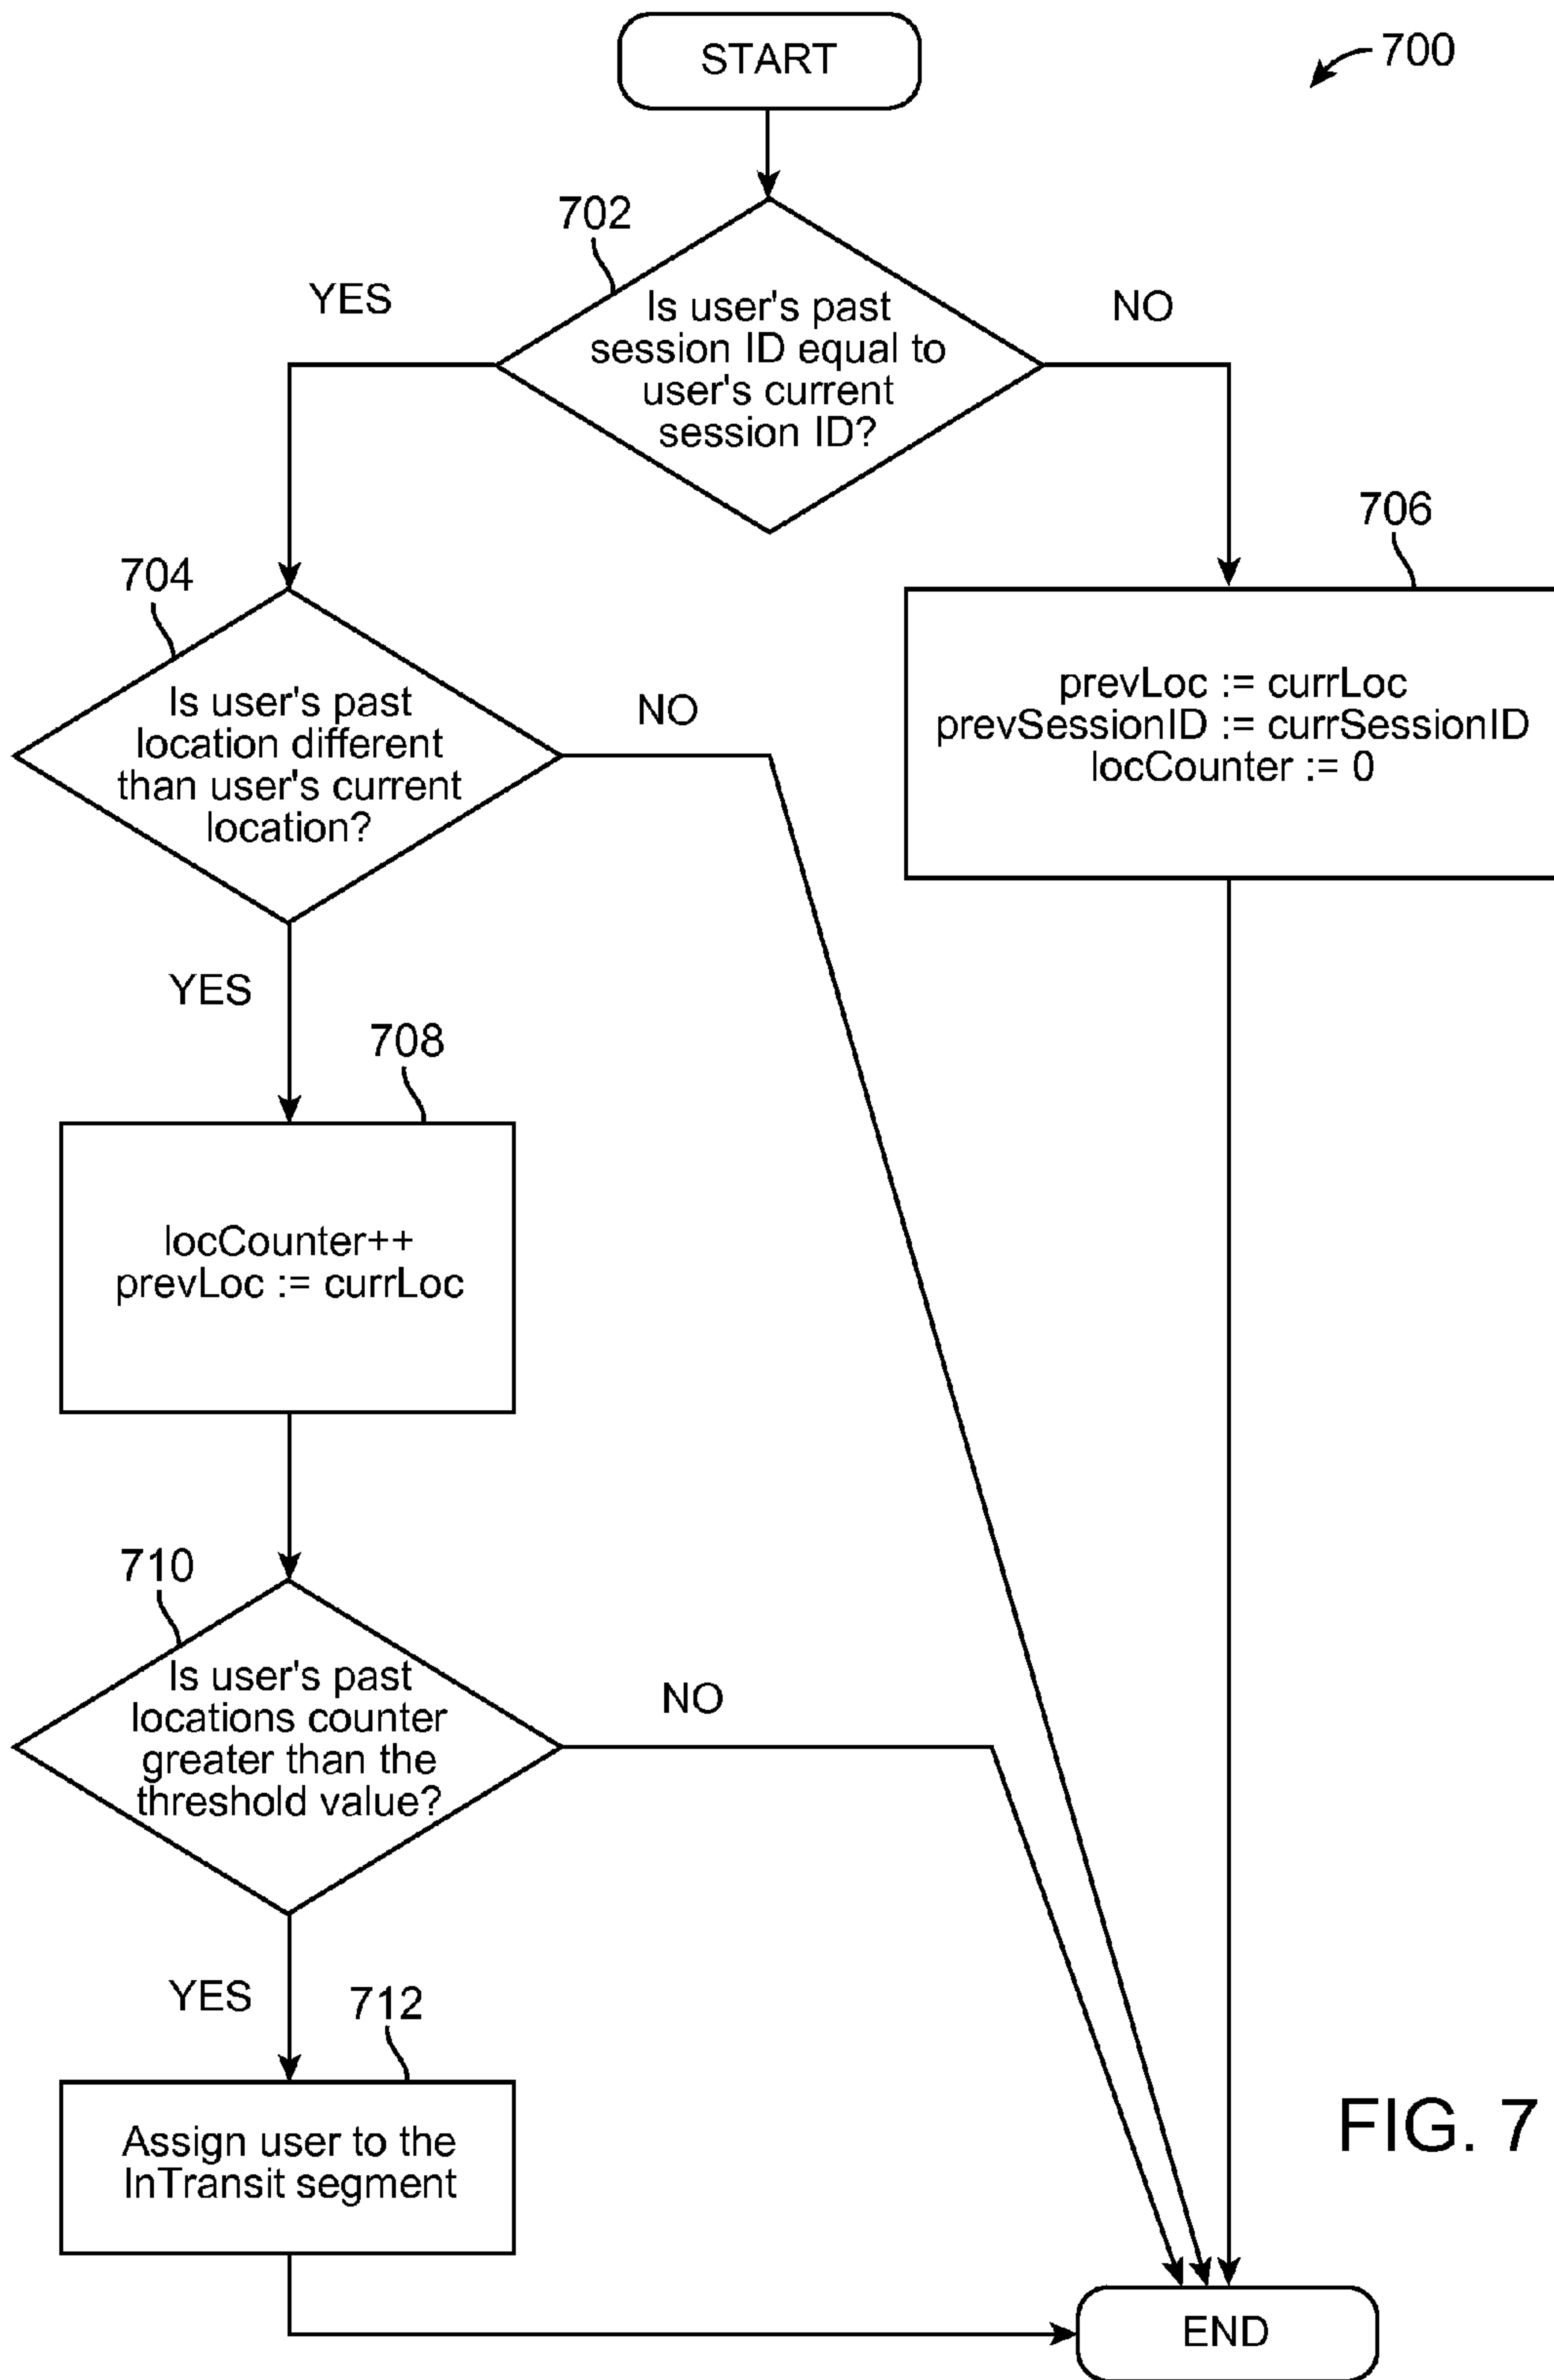 START
700
702
YES
Is user's past
session ID equal to
user's current
session ID?
NO
706
704
prevLoc := currLoc
prevSessionID := currSessionID
locCounter := 0
Is user's past
location different
than user's current
location?
NO
YES
708
locCounter++
prevLoc := currLoc
710
Is user's past
locations counter
greater than the
threshold value?
NO
YES
712
Assign user to the
InTransit segment
FIG. 7
END